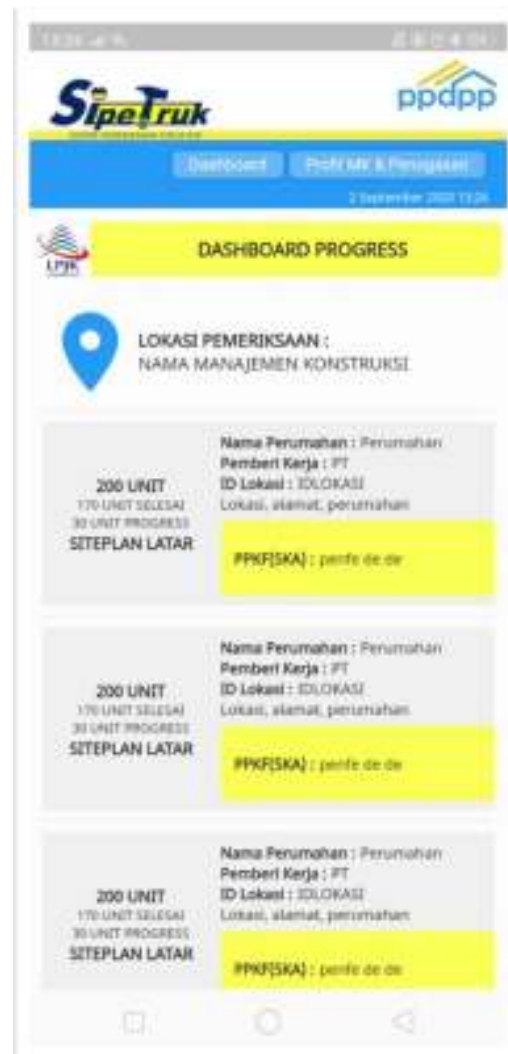 SipeTruk
ppdpp
Dashboard
Profil MK & Penugasan
LPJK
DASHBOARD PROGRESS
LOKASI PEMERIKSAAN :
NAMA MANAJEMEN KONSTRUKSI
200 UNIT
170 UNIT SELESAI
30 UNIT PROGRESS
SITEPLAN LATAR
Nama Perumahan : Perumahan
Pemberi Kerja : PT
ID Lokasi : IDLOKASI
Lokasi, alamat, perumahan
PPKF(SKA) : penfe de de
200 UNIT
170 UNIT SELESAI
30 UNIT PROGRESS
SITEPLAN LATAR
Nama Perumahan : Perumahan
Pemberi Kerja : PT
ID Lokasi : IDLOKASI
Lokasi, alamat, perumahan
PPKF(SKA) : penfe de de
200 UNIT
170 UNIT SELESAI
30 UNIT PROGRESS
SITEPLAN LATAR
Nama Perumahan : Perumahan
Pemberi Kerja : PT
ID Lokasi : IDLOKASI
Lokasi, alamat, perumahan
PPKF(SKA) : penfe de de